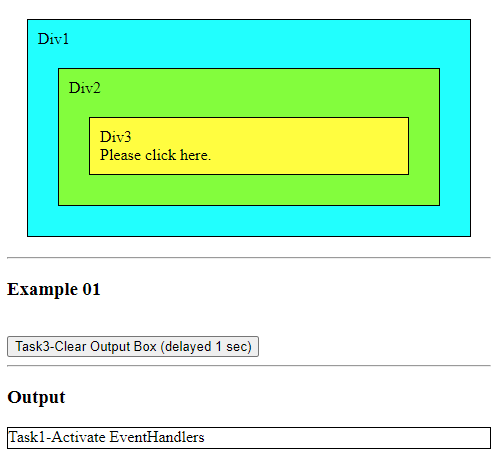 Div1
Div2
Div3
Please click here.
Example 01
Task3-Clear Output Box (delayed 1 sec)
Output
Task1-Activate EventHandlers